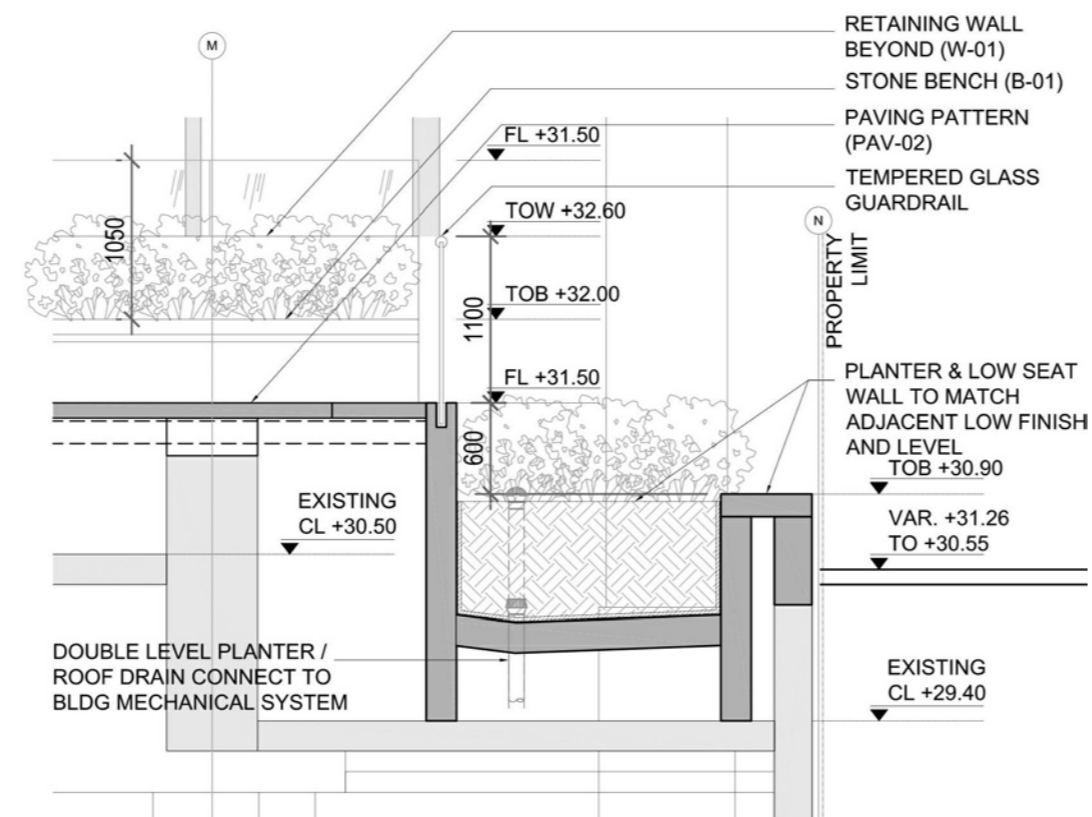 RETAINING WALL
BEYOND (W-01)
STONE BENCH (B-01)
PAVING PATTERN
(PAV-02)
TEMPERED GLASS
GUARDRAIL
M
FL +31.50
TOW +32.60
N
PROPERTY
LIMIT
1050
TOB +32.00
1100
FL +31.50
PLANTER & LOW SEAT
WALL TO MATCH
ADJACENT LOW FINISH
AND LEVEL
600
TOB +30.90
EXISTING
CL +30.50
VAR. +31.26
TO +30.55
DOUBLE LEVEL PLANTER /
ROOF DRAIN CONNECT TO
BLDG MECHANICAL SYSTEM
EXISTING
CL +29.40